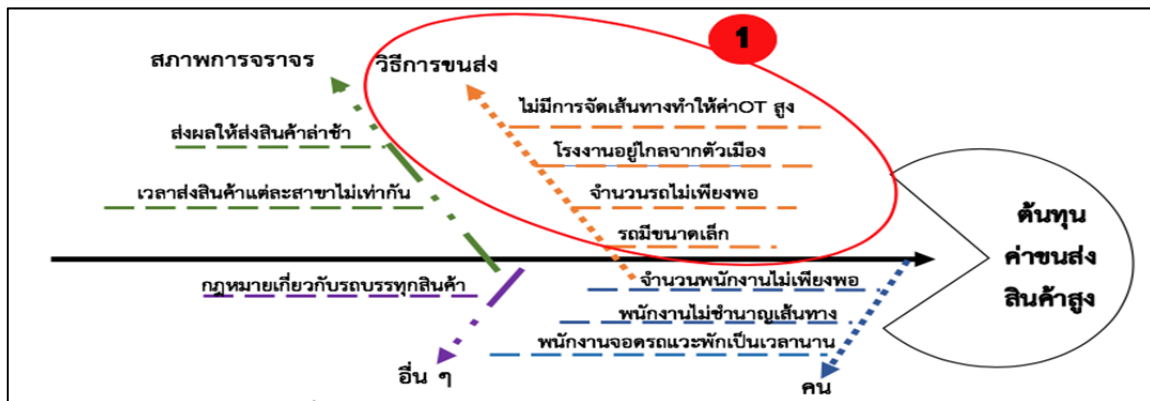 1
สภาพการจราจร
วิธีการขนส่ง
ไม่มีการจัดเส้นทางทำให้ค่าOT สูง
ส่งผลให้ส่งสินค้าล่าช้า
โรงงานอยู่ไกลจากตัวเมือง
เวลาส่งสินค้าแต่ละสาขาไม่เท่ากัน
จำนวนรถไม่เพียงพอ
รถมีขนาดเล็ก
ต้นทุน
ค่าขนส่ง
สินค้าสูง
กฎหมายเกี่ยวกับรถบรรทุกสินค้า
จำนวนพนักงานไม่เพียงพอ
พนักงานไม่ชำนาญเส้นทาง
พนักงานจอดรถแวะพักเป็นเวลานาน
อื่น ๆ
คน